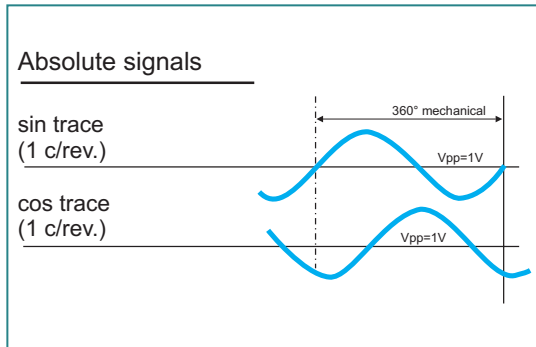 Absolute signals
360° mechanical
sin trace
(1 c/rev.)
Vpp=1V
cos trace
(1 c/rev.)
Vpp=1V